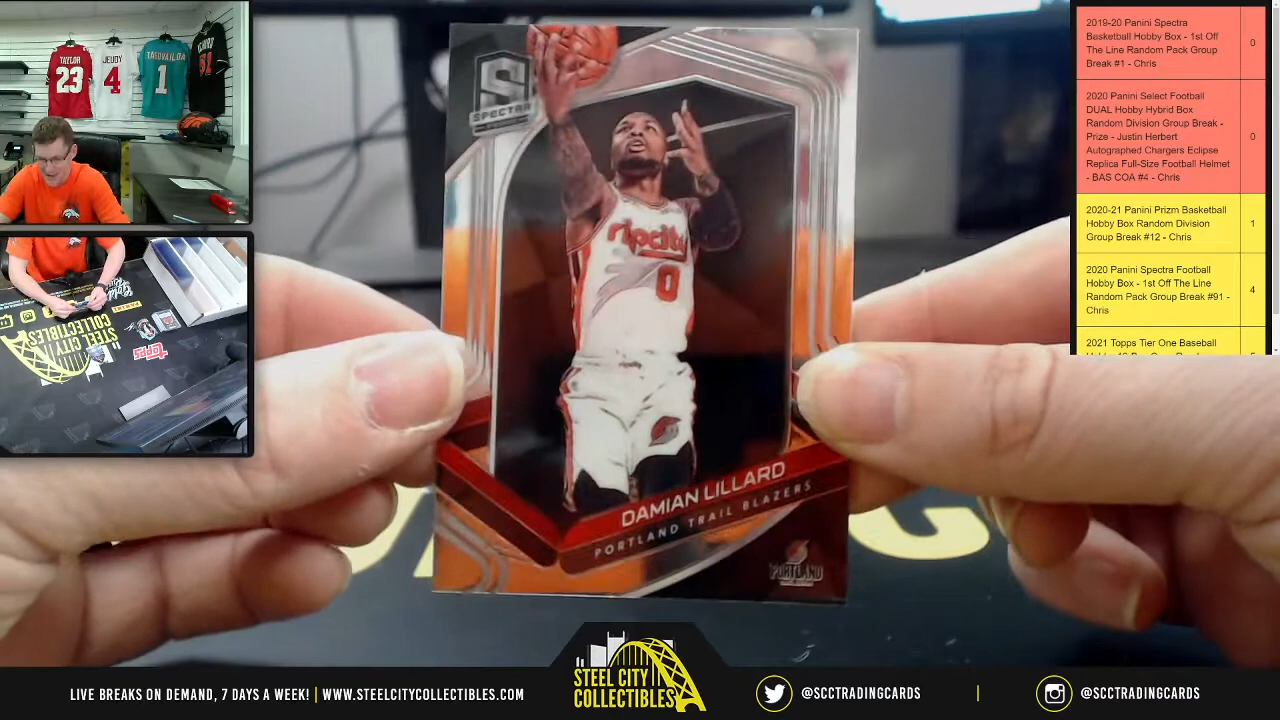 TAYLOR
23
JEUDY
4
TAGOVAILOA
1
STEEL CITY
COLLECTIBLES
topps
SPECTRA
ripcity
0
DAMIAN LILLARD
PORTLAND TRAIL BLAZERS
PORTLAND
2019-20 Panini Spectra
Basketball Hobby Box - 1st Off
The Line Random Pack Group
Break #1 - Chris
0
2020 Panini Select Football
DUAL Hobby Hybrid Box
Random Division Group Break -
Prize - Justin Herbert
Autographed Chargers Eclipse
Replica Full-Size Football Helmet
- BAS COA #4 - Chris
0
2020-21 Panini Prizm Basketball
Hobby Box Random Division
Group Break #12 - Chris
1
2020 Panini Spectra Football
Hobby Box - 1st Off The Line
Random Pack Group Break #91 -
Chris
4
2021 Topps Tier One Baseball
LIVE BREAKS ON DEMAND, 7 DAYS A WEEK! | WWW.STEELCITYCOLLECTIBLES.COM
STEEL CITY
COLLECTIBLES
@SCCTRADINGCARDS
@SCCTRADINGCARDS